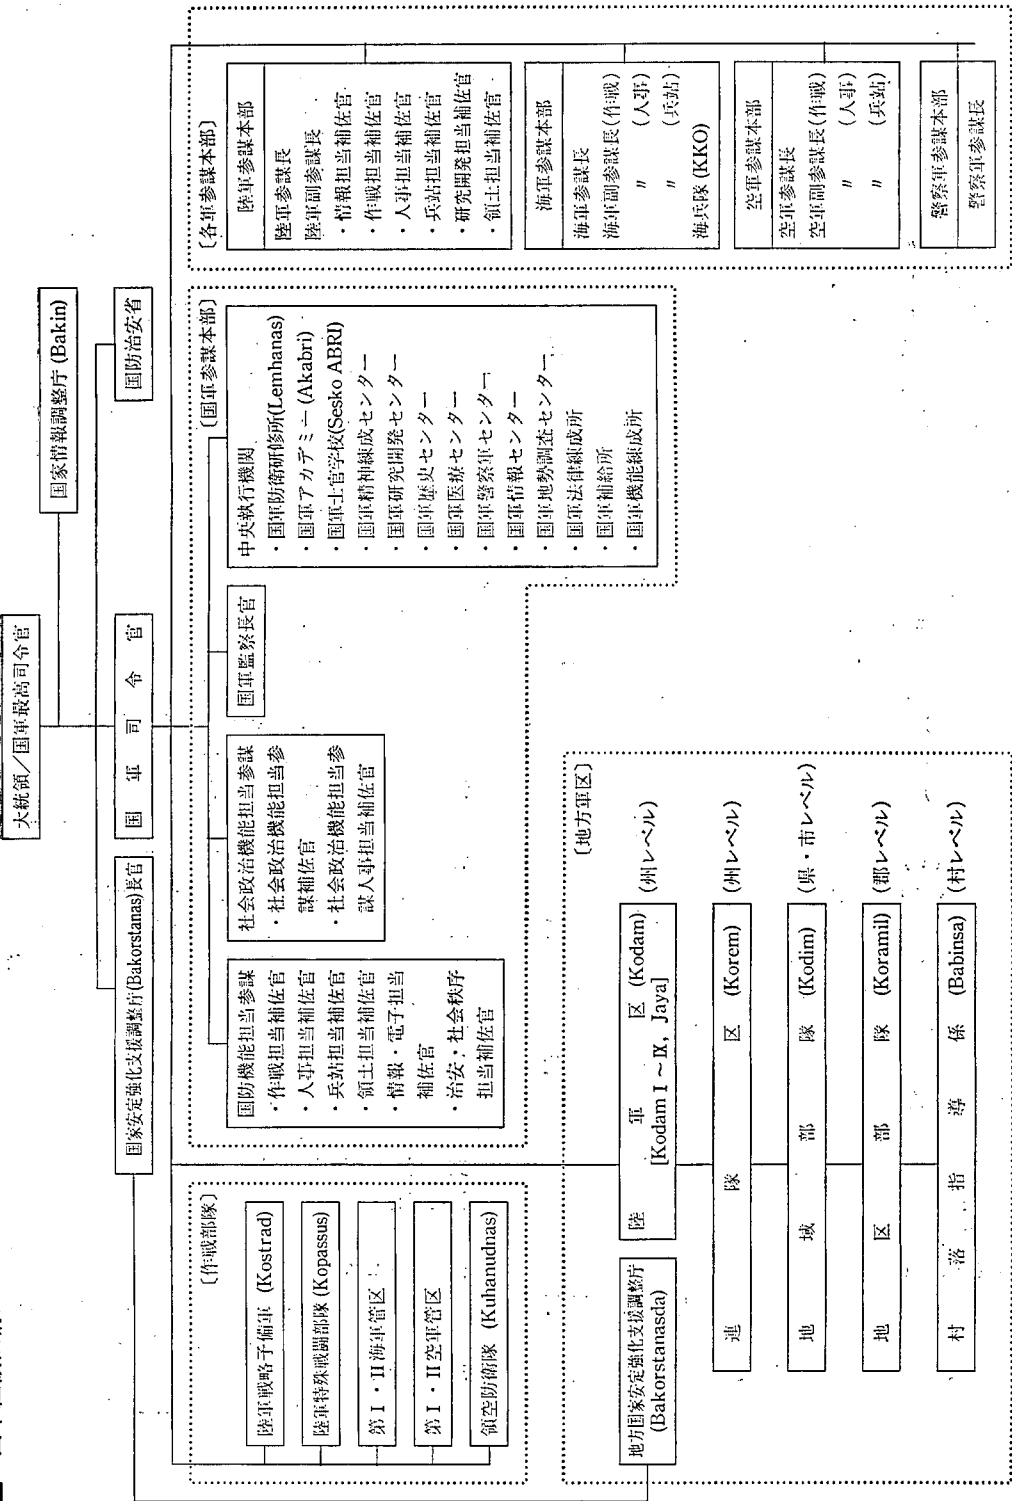 大統領／国軍最高司令官
国家情報調整庁 (Bakin)
国家安定強化支援調整庁(Bakorstanas)長官
国軍司令官
国防治安省
〔作戦部隊〕
陸軍戦略予備軍 (Kostrad)
陸軍特殊戦闘部隊 (Kopassus)
第I・II海軍管区
第I・II空軍管区
領空防衛隊 (Kuhanudnas)
〔国軍参謀本部〕
国防機能担当参謀
・作戦担当補佐官
・人事担当補佐官
・兵站担当補佐官
・領土担当補佐官
・情報・電子担当
補佐官
・治安・社会秩序
担当補佐官
社会政治機能担当参謀
・社会政治機能担当参
謀補佐官
・社会政治機能担当参
謀人事担当補佐官
国軍監察長官
中央執行機関
・国軍防衛研修所(Lemhanas)
・国軍アカデミー (Akabri)
・国軍士官学校(Sesko ABRI)
・国軍精神練成センター
・国軍研究開発センター
・国軍歴史センター
・国軍医療センター
・国軍警察軍センター
・国軍情報センター
・国軍地勢調査センター
・国軍法律練成所
・国軍補給所
・国軍機能練成所
〔各軍参謀本部〕
陸軍参謀本部
陸軍参謀長
陸軍副参謀長
・情報担当補佐官
・作戦担当補佐官
・人事担当補佐官
・兵站担当補佐官
・研究開発担当補佐官
・領土担当補佐官
海軍参謀本部
海軍参謀長
海軍副参謀長(作戦)
〃 (人事)
〃 (兵站)
海兵隊 (KKO)
空軍参謀本部
空軍参謀長
空軍副参謀長(作戦)
〃 (人事)
〃 (兵站)
警察軍参謀本部
警察軍参謀長
〔地方軍区〕
地方国家安定強化支援調整庁
(Bakorstanasda)
陸軍区 (Kodam) (州レベル)
[Kodam I～IX, Jaya]
連隊区 (Korem) (州レベル)
地域部隊 (Kodim) (県・市レベル)
地区部隊 (Koramil) (郡レベル)
村落指導係 (Babinsa) (村レベル)